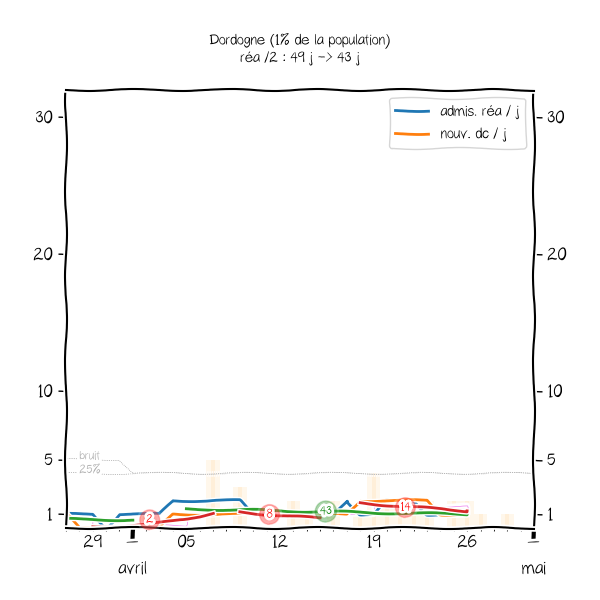 Dordogne (1% de la population)
réa /2 : 49 j -> 43 j
admis. réa / j
nouv. dc / j
30 30
20 20
10 10
5 5
bruit
25%
1 1
2 8 43 14
29 05 12 19 26
avril mai